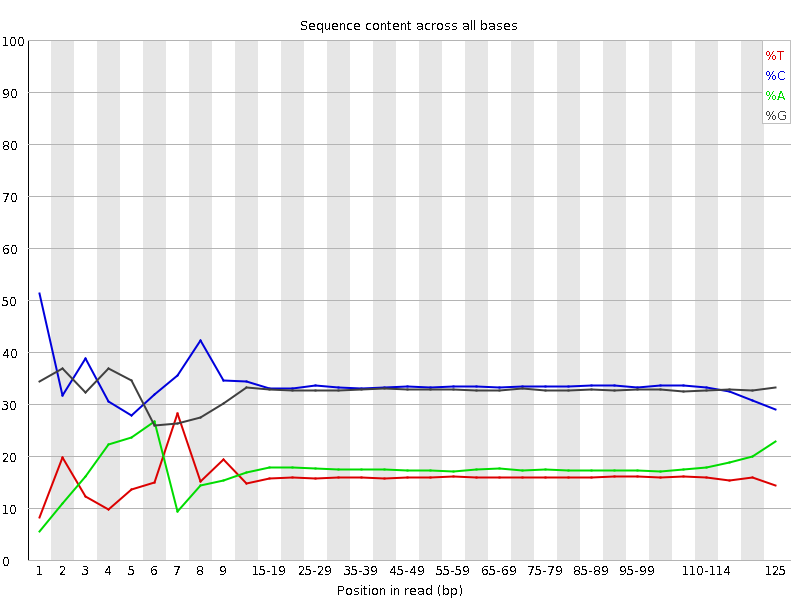 Sequence content across all bases
100
90
80
70
60
50
40
30
20
10
0
%T
%C
%A
%G
1 2 3 4 5 6 7 8 9 15-19 25-29 35-39 45-49 55-59 65-69 75-79 85-89 95-99 110-114 125
Position in read (bp)